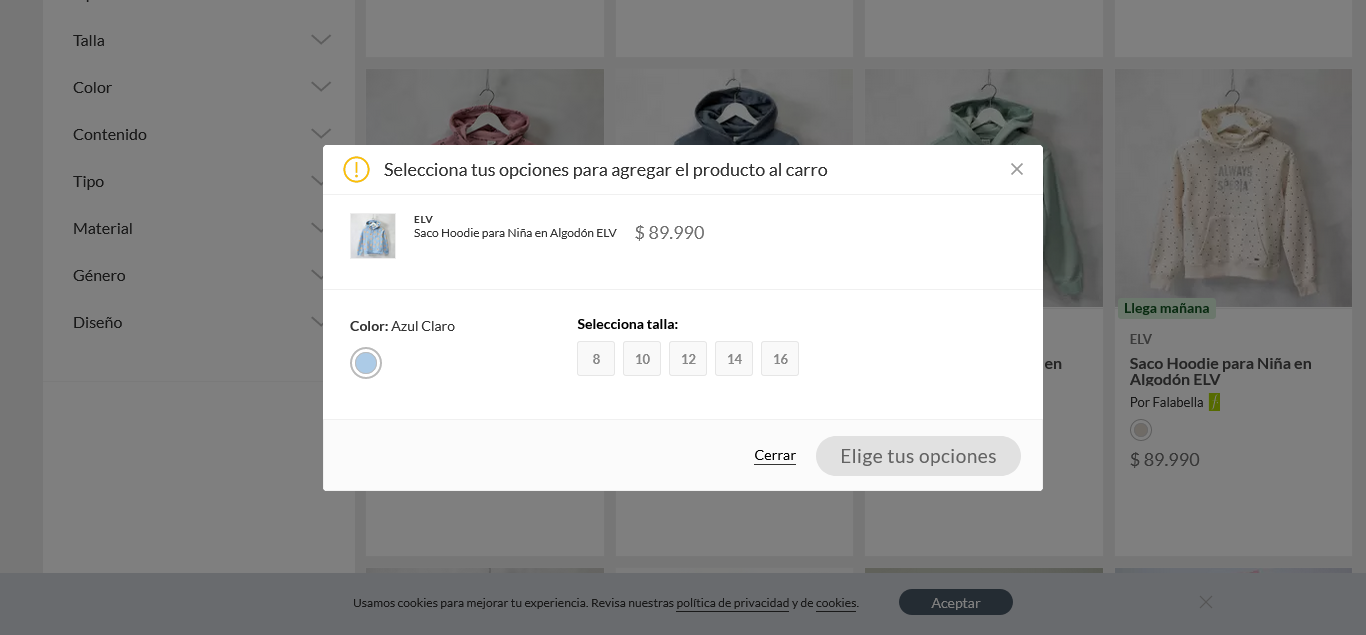 Talla
Color
Contenido
Tipo
Material
Género
Diseño
Selecciona tus opciones para agregar el producto al carro
ELV
Saco Hoodie para Niña en Algodón ELV
$ 89.990
Color: Azul Claro
Selecciona talla:
8 10 12 14 16
Cerrar
Elige tus opciones
en
ALWAYS
Llega mañana
ELV
Saco Hoodie para Niña en
Algodón ELV
Por Falabella
$ 89.990
Usamos cookies para mejorar tu experiencia. Revisa nuestras política de privacidad y de cookies.
Aceptar